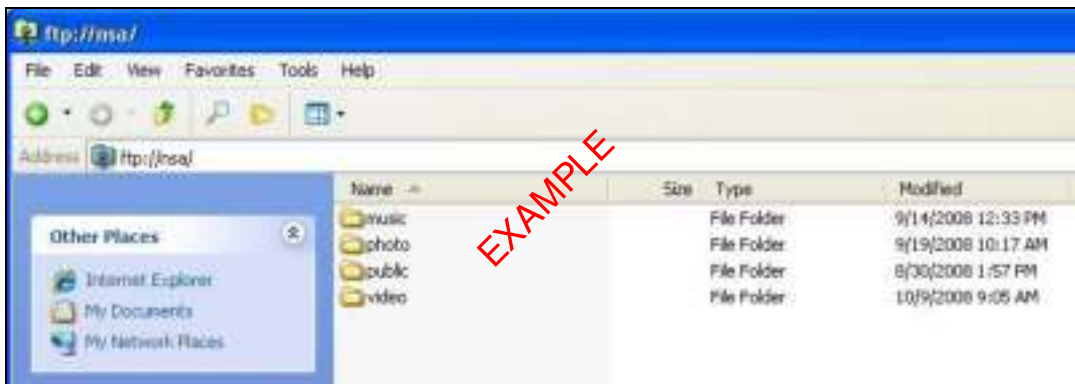 ftp://nsa/
File Edit View Favorites Tools Help
Address ftp://nsa/
Name Size Type Modified
music File Folder 9/14/2008 12:33 PM
photo File Folder 9/19/2008 10:17 AM
public File Folder 8/30/2008 1:57 PM
video File Folder 10/9/2008 9:05 AM
Other Places
Internet Explorer
My Documents
My Network Places
EXAMPLE